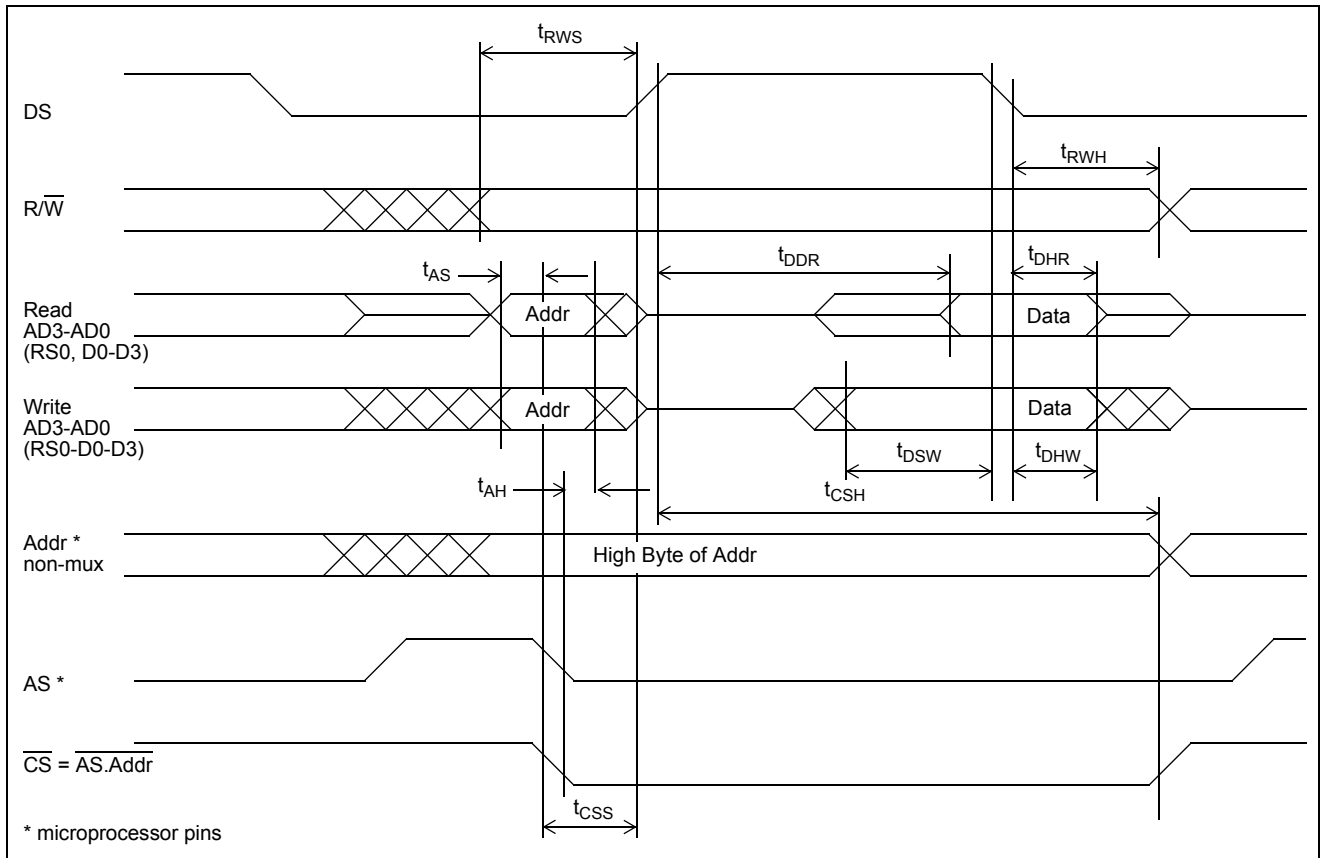 tRWS
DS
tRWH
R/W
tDDR
tDHR
tAS
Read
AD3-AD0
(RS0, D0-D3)
Addr
Data
Write
AD3-AD0
(RS0-D0-D3)
Addr
Data
tDSW
tDHW
tAH
tCSH
Addr *
non-mux
High Byte of Addr
AS *
CS = AS.Addr
tCSS
* microprocessor pins